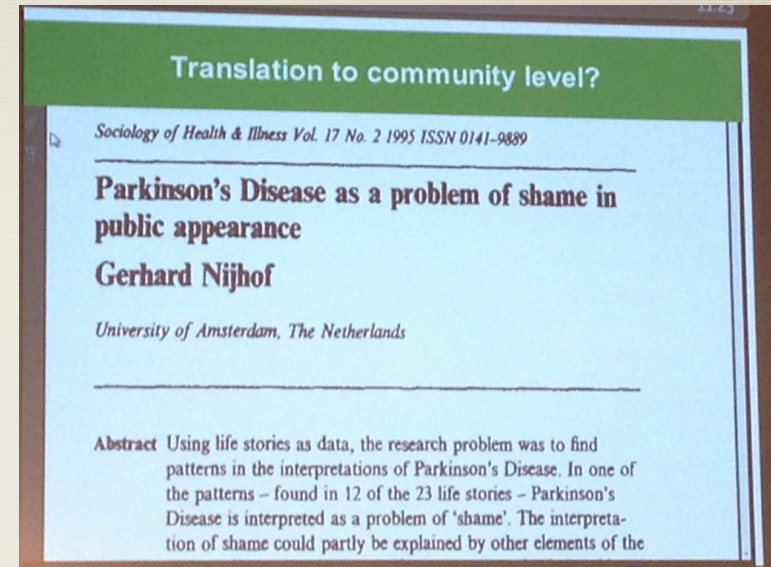 11:23
Translation to community level?
Sociology of Health & Illness Vol. 17 No. 2 1995 ISSN 0141-9889
Parkinson's Disease as a problem of shame in
public appearance
Gerhard Nijhof
University of Amsterdam, The Netherlands
Abstract Using life stories as data, the research problem was to find
patterns in the interpretations of Parkinson's Disease. In one of
the patterns – found in 12 of the 23 life stories – Parkinson's
Disease is interpreted as a problem of 'shame'. The interpreta-
tion of shame could partly be explained by other elements of the